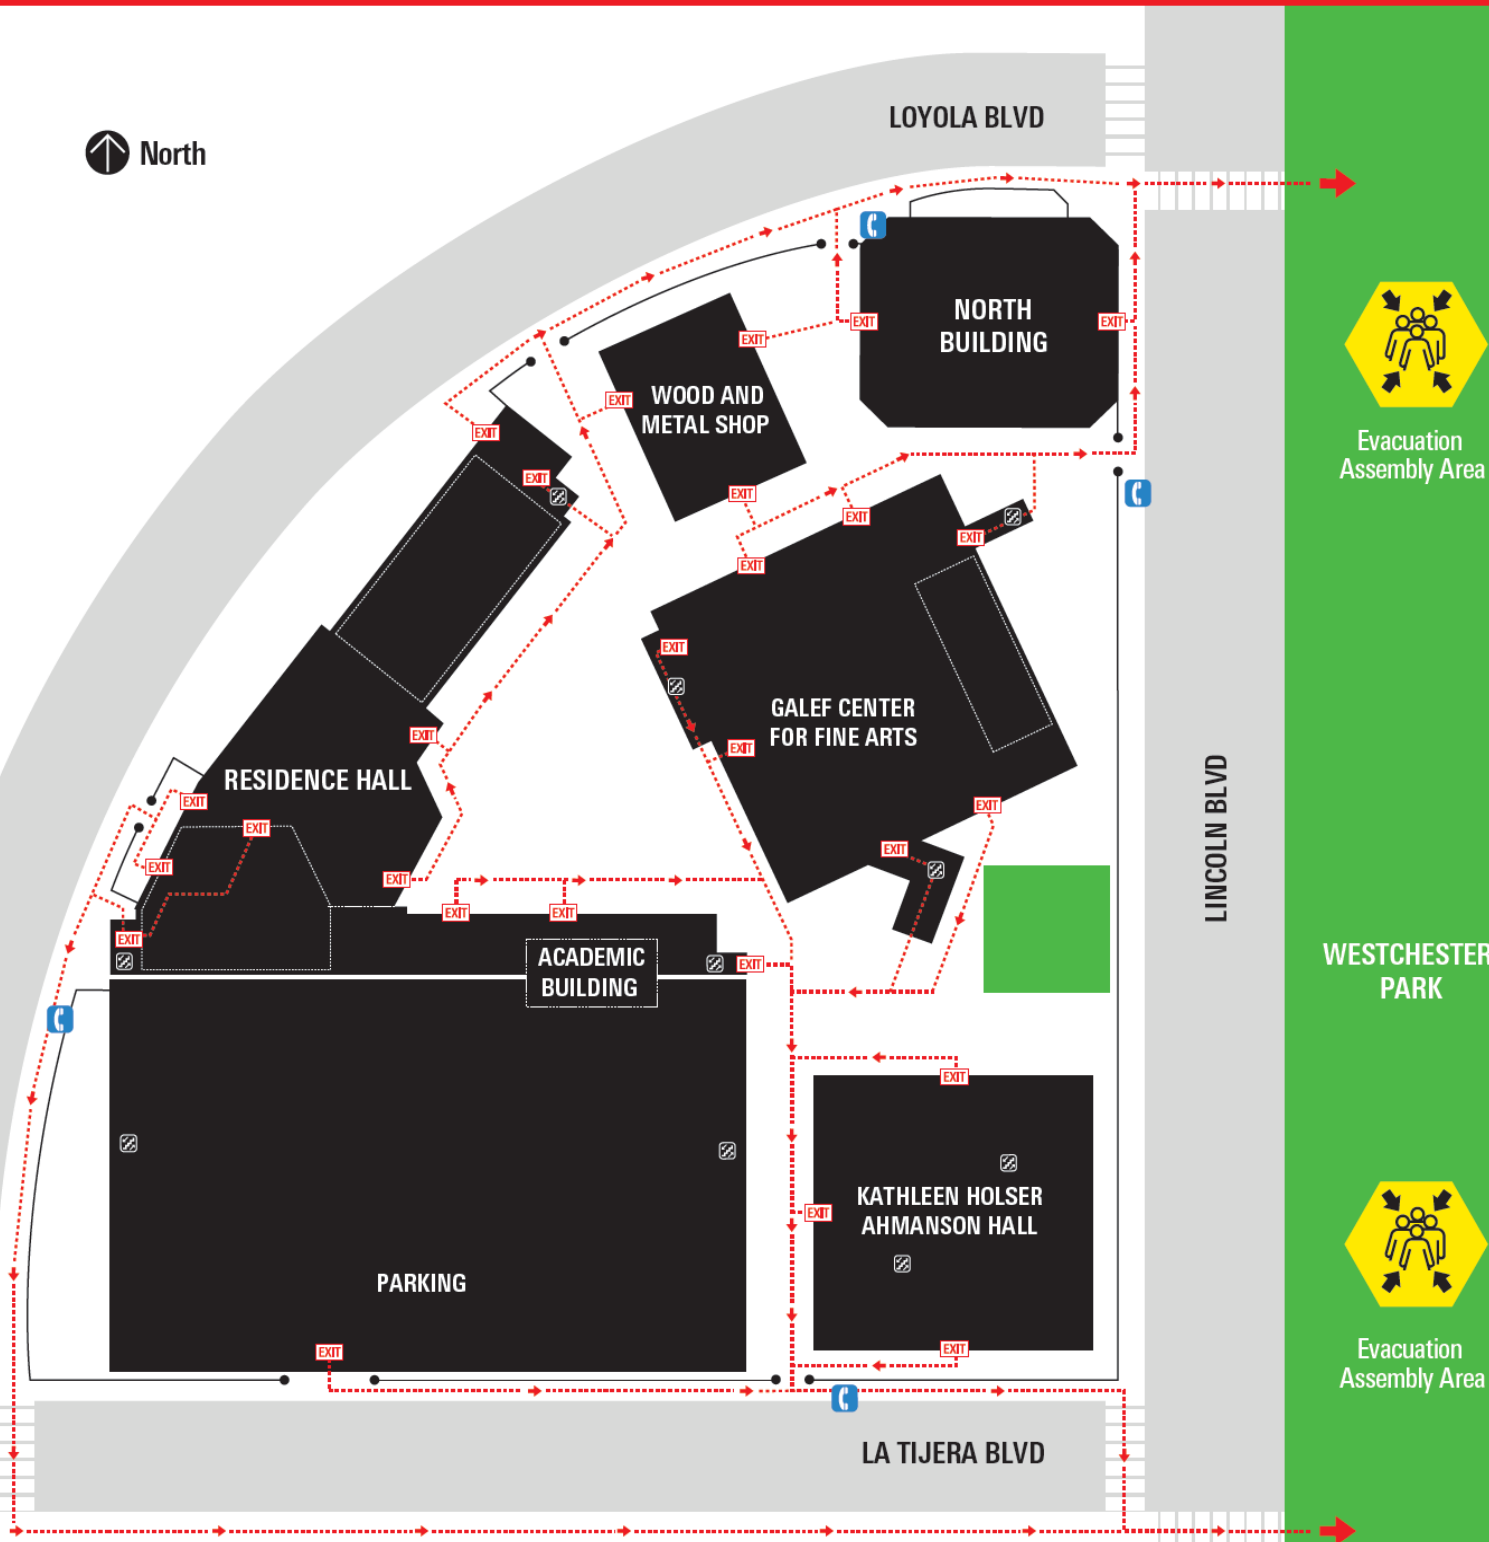 LOYOLA BLVD
North
NORTH
BUILDING
EXIT
EXIT
EXIT
WOOD AND
METAL SHOP
EXIT
EXIT
EXIT
EXIT
EXIT
EXIT
EXIT
EXIT
Evacuation
Assembly Area
EXIT
GALEF CENTER
FOR FINE ARTS
EXIT
EXIT
RESIDENCE HALL
EXIT
EXIT
EXIT
EXIT
EXIT
EXIT
LINCOLN BLVD
EXIT
EXIT
EXIT
ACADEMIC
BUILDING
EXIT
WESTCHESTER
PARK
EXIT
KATHLEEN HOLSER
AHMANSON HALL
EXIT
PARKING
EXIT
EXIT
Evacuation
Assembly Area
LA TIJERA BLVD